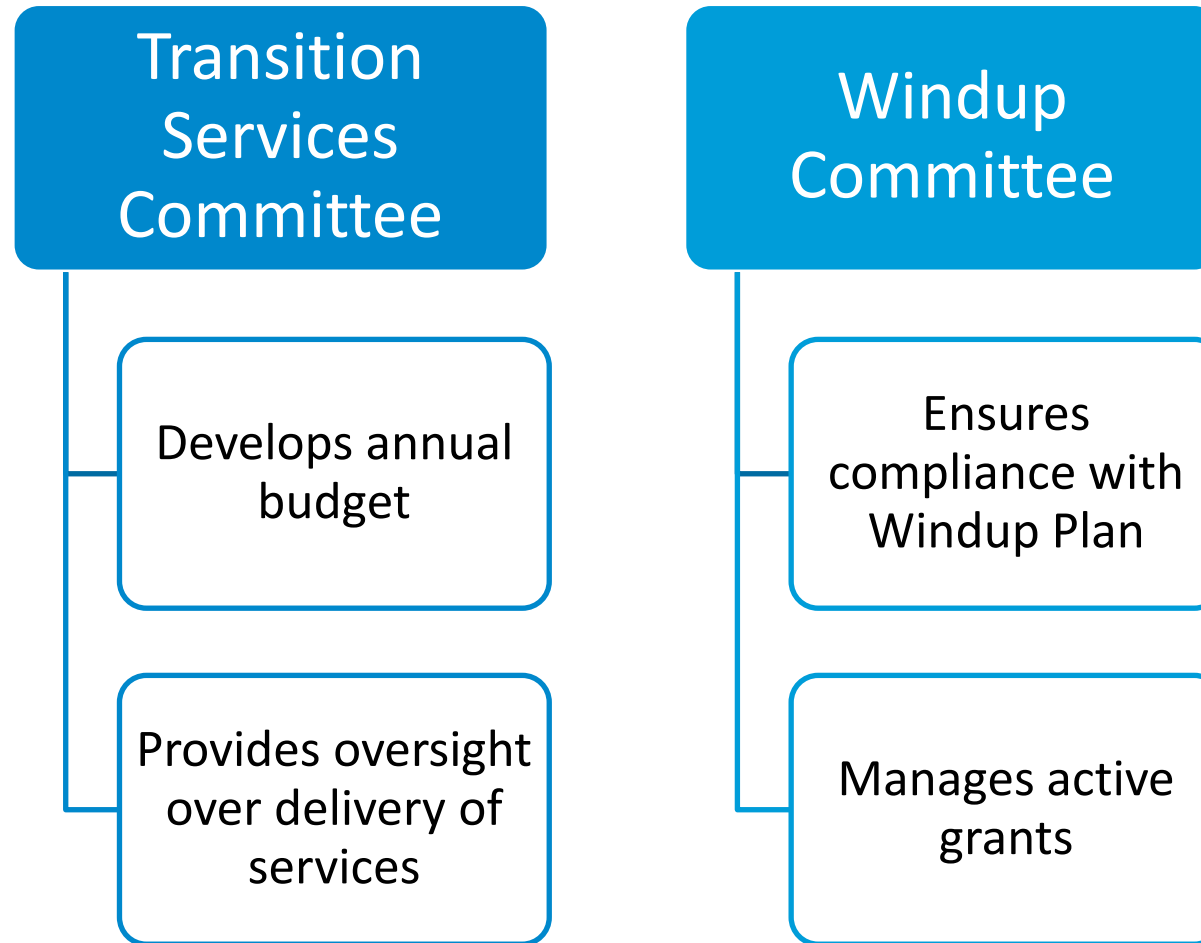 Transition
Services
Committee
Develops annual
budget
Provides oversight
over delivery of
services
Windup
Committee
Ensures
compliance with
Windup Plan
Manages active
grants